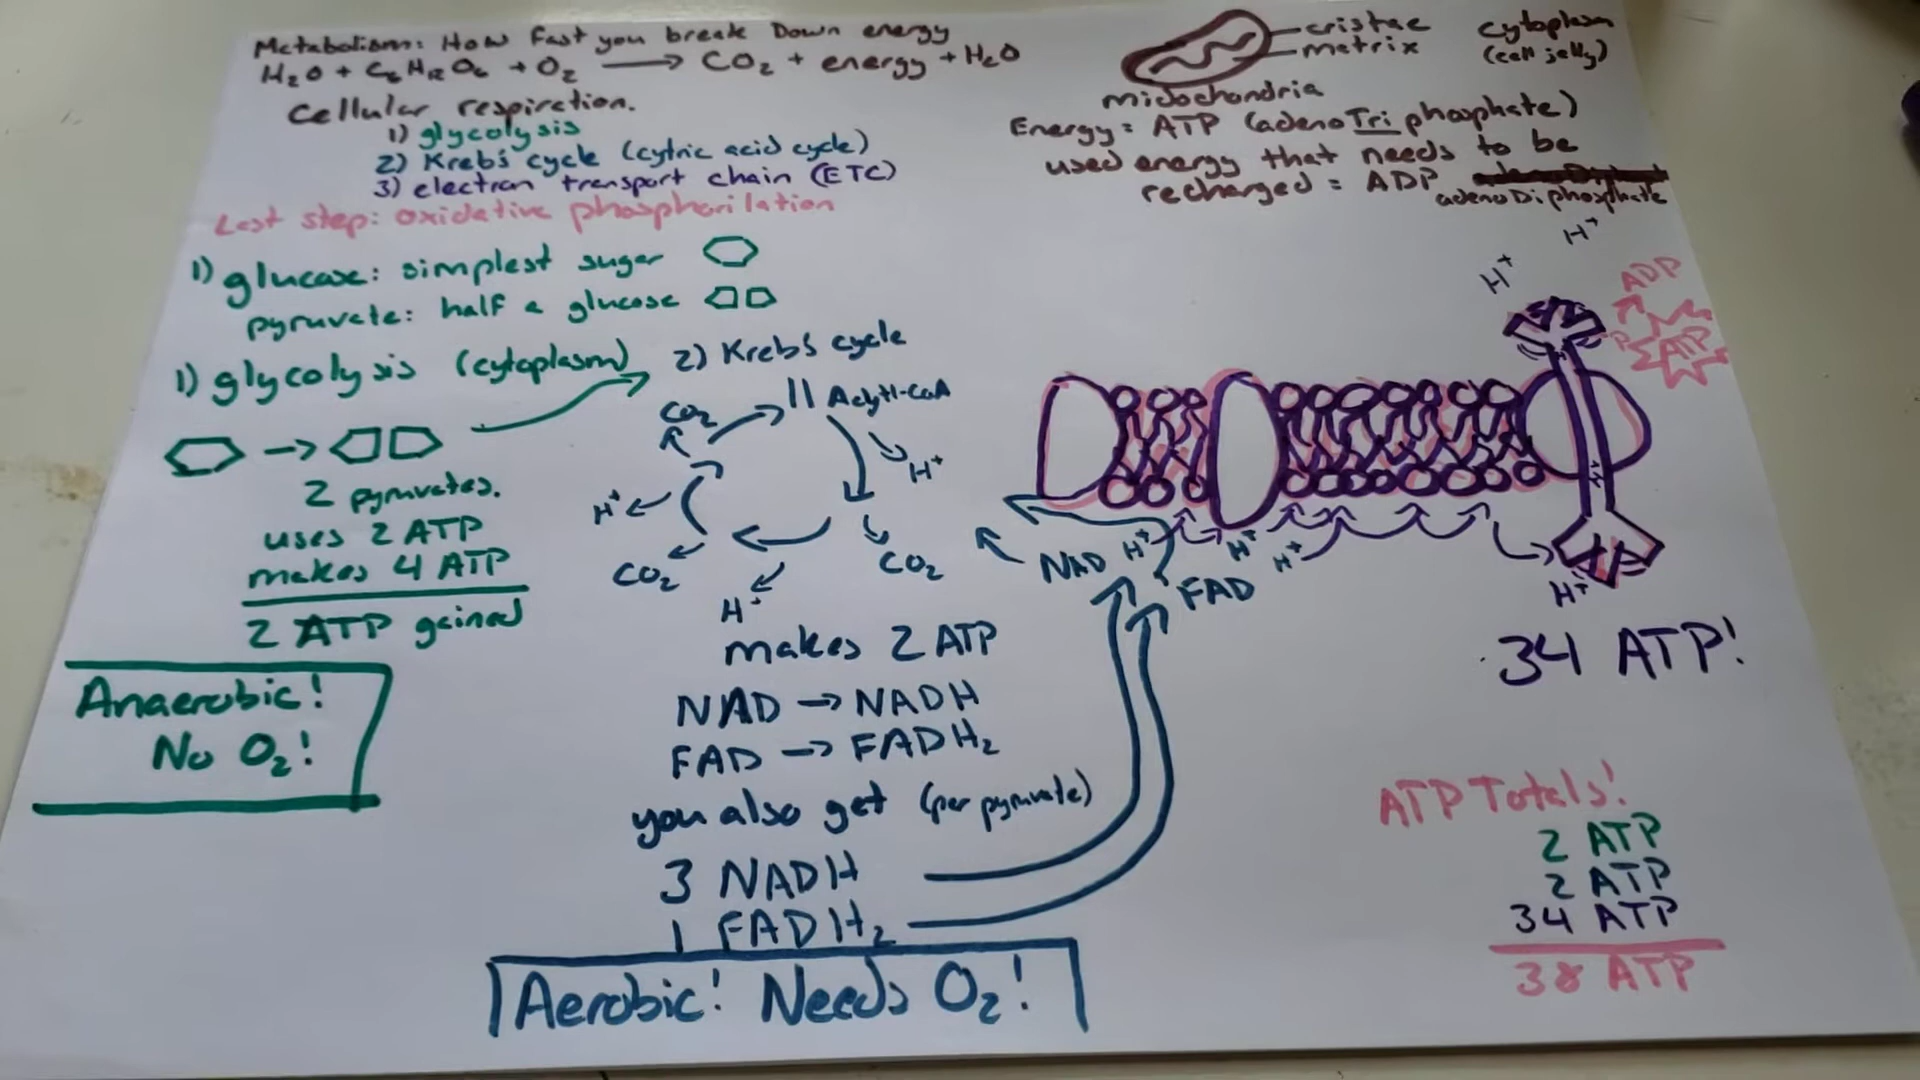 Metabolism: How fast you break Down energy
H₂O + C₆H₁₂O₆ + O₂ → CO₂ + energy + H₂O
Cellular respiration.
1) glycolysis
2) Kreb's cycle (cytric acid cycle)
3) electron transport chain (ETC)
Last step: oxidative phosphorilation
cristae
matrix
midochondria
cytoplasm
(cell jelly)
Energy = ATP (adenoTriphosphate)
used energy that needs to be
recharged = ADP
adenoDiphosphate
1) glucose: simplest sugar
pyruvate: half a glucose
1) glycolysis (cytoplasm)
2 pyruvates.
uses 2 ATP
makes 4 ATP
2 ATP gained
Anaerobic!
No O₂!
2) Kreb's cycle
CO₂
H⁺
H⁺
CO₂
CO₂
H⁺
makes 2 ATP
NAD → NADH
FAD → FADH₂
you also get (per pyruvate)
3 NADH
1 FADH₂
Aerobic! Needs O₂!
H⁺
H⁺
ADP
P
ATP
NAD
H⁺
H⁺
H⁺
FAD
H⁺
34 ATP!
ATP Totals!
2 ATP
2 ATP
34 ATP
38 ATP